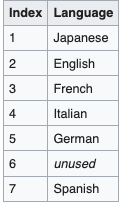 Index Language
1 Japanese
2 English
3 French
4 Italian
5 German
6 unused
7 Spanish